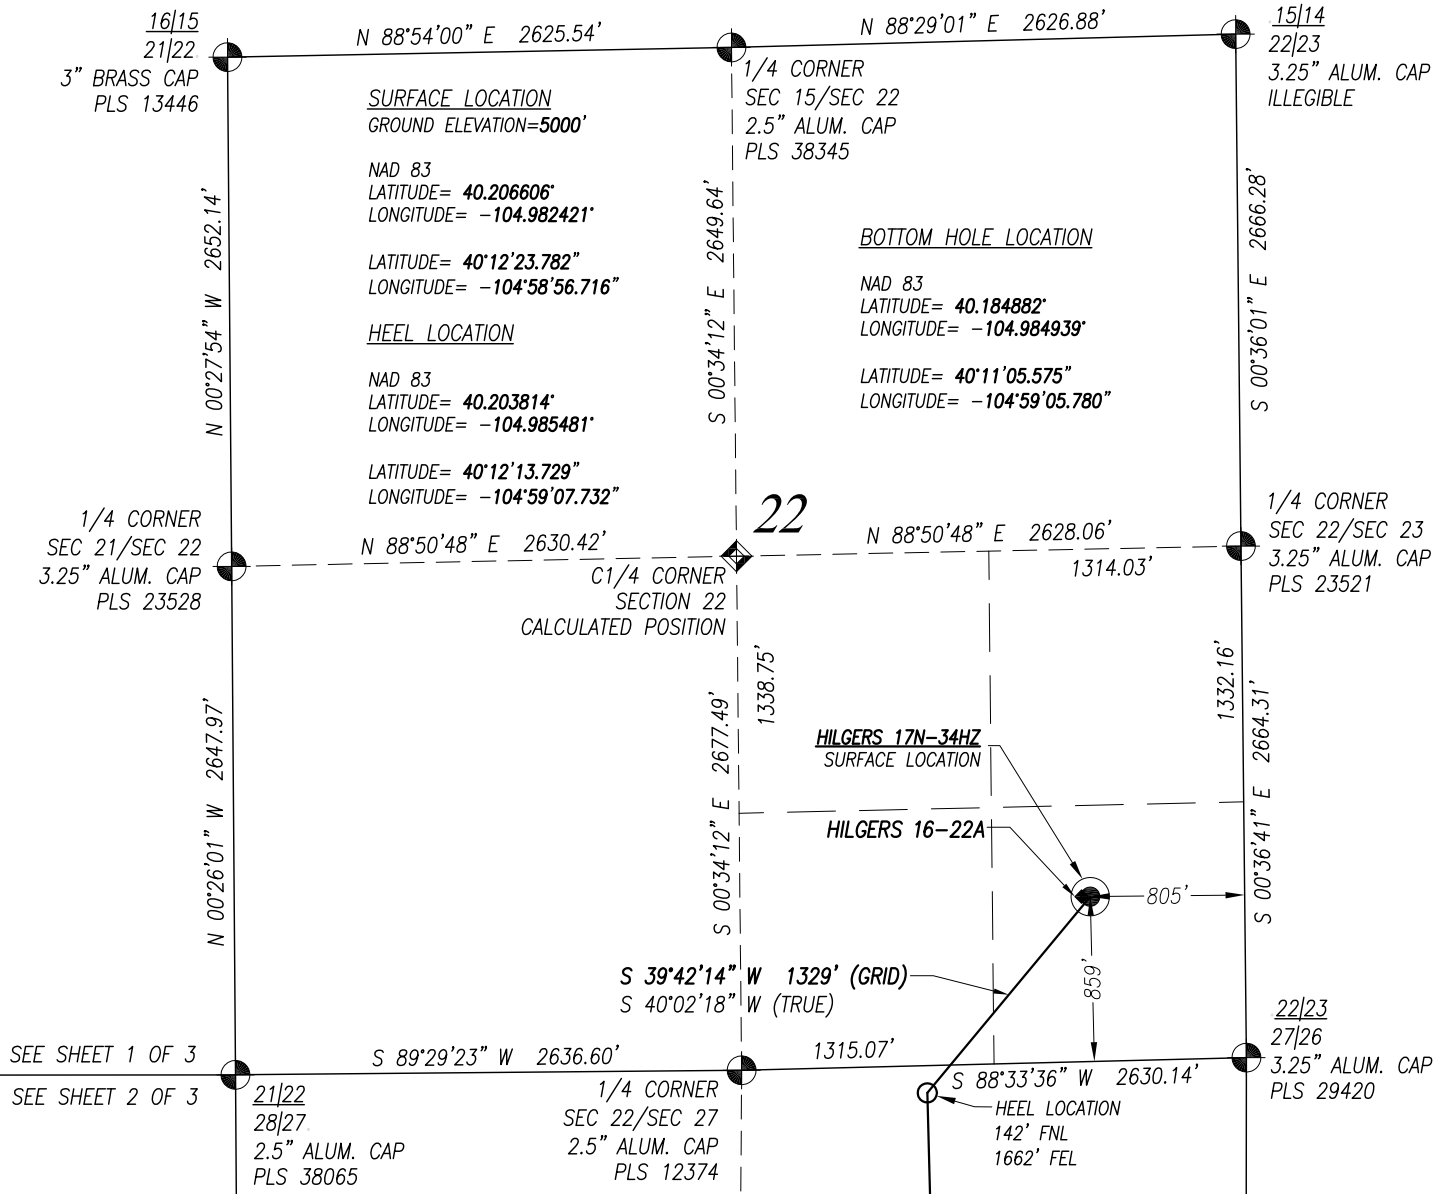 16|15
21|22
3" BRASS CAP
PLS 13446
N 88°54'00" E 2625.54'
N 88°29'01" E 2626.88'
15|14
22|23
3.25" ALUM. CAP
ILLEGIBLE
1/4 CORNER
SEC 15/SEC 22
2.5" ALUM. CAP
PLS 38345
SURFACE LOCATION
GROUND ELEVATION=5000'
NAD 83
LATITUDE= 40.206606°
LONGITUDE= -104.982421°
LATITUDE= 40°12'23.782"
LONGITUDE= -104°58'56.716"
HEEL LOCATION
NAD 83
LATITUDE= 40.203814°
LONGITUDE= -104.985481°
LATITUDE= 40°12'13.729"
LONGITUDE= -104°59'07.732"
BOTTOM HOLE LOCATION
NAD 83
LATITUDE= 40.184882°
LONGITUDE= -104.984939°
LATITUDE= 40°11'05.575"
LONGITUDE= -104°59'05.780"
N 00°27'54" W 2652.14'
S 00°34'12" E 2649.64'
S 00°36'01" E 2666.28'
1/4 CORNER
SEC 21/SEC 22
3.25" ALUM. CAP
PLS 23528
N 88°50'48" E 2630.42'
22
N 88°50'48" E 2628.06'
1314.03'
1/4 CORNER
SEC 22/SEC 23
3.25" ALUM. CAP
PLS 23521
C1/4 CORNER
SECTION 22
CALCULATED POSITION
N 00°26'01" W 2647.97'
S 00°34'12" E 2677.49'
1338.75'
1332.16'
S 00°36'41" E 2664.31'
HILGERS 17N-34HZ
SURFACE LOCATION
HILGERS 16-22A
805'
859'
S 39°42'14" W 1329' (GRID)
S 40°02'18" W (TRUE)
22|23
27|26
3.25" ALUM. CAP
PLS 29420
SEE SHEET 1 OF 3
SEE SHEET 2 OF 3
S 89°29'23" W 2636.60'
1315.07'
S 88°33'36" W 2630.14'
21|22
28|27
2.5" ALUM. CAP
PLS 38065
1/4 CORNER
SEC 22/SEC 27
2.5" ALUM. CAP
PLS 12374
HEEL LOCATION
142' FNL
1662' FEL